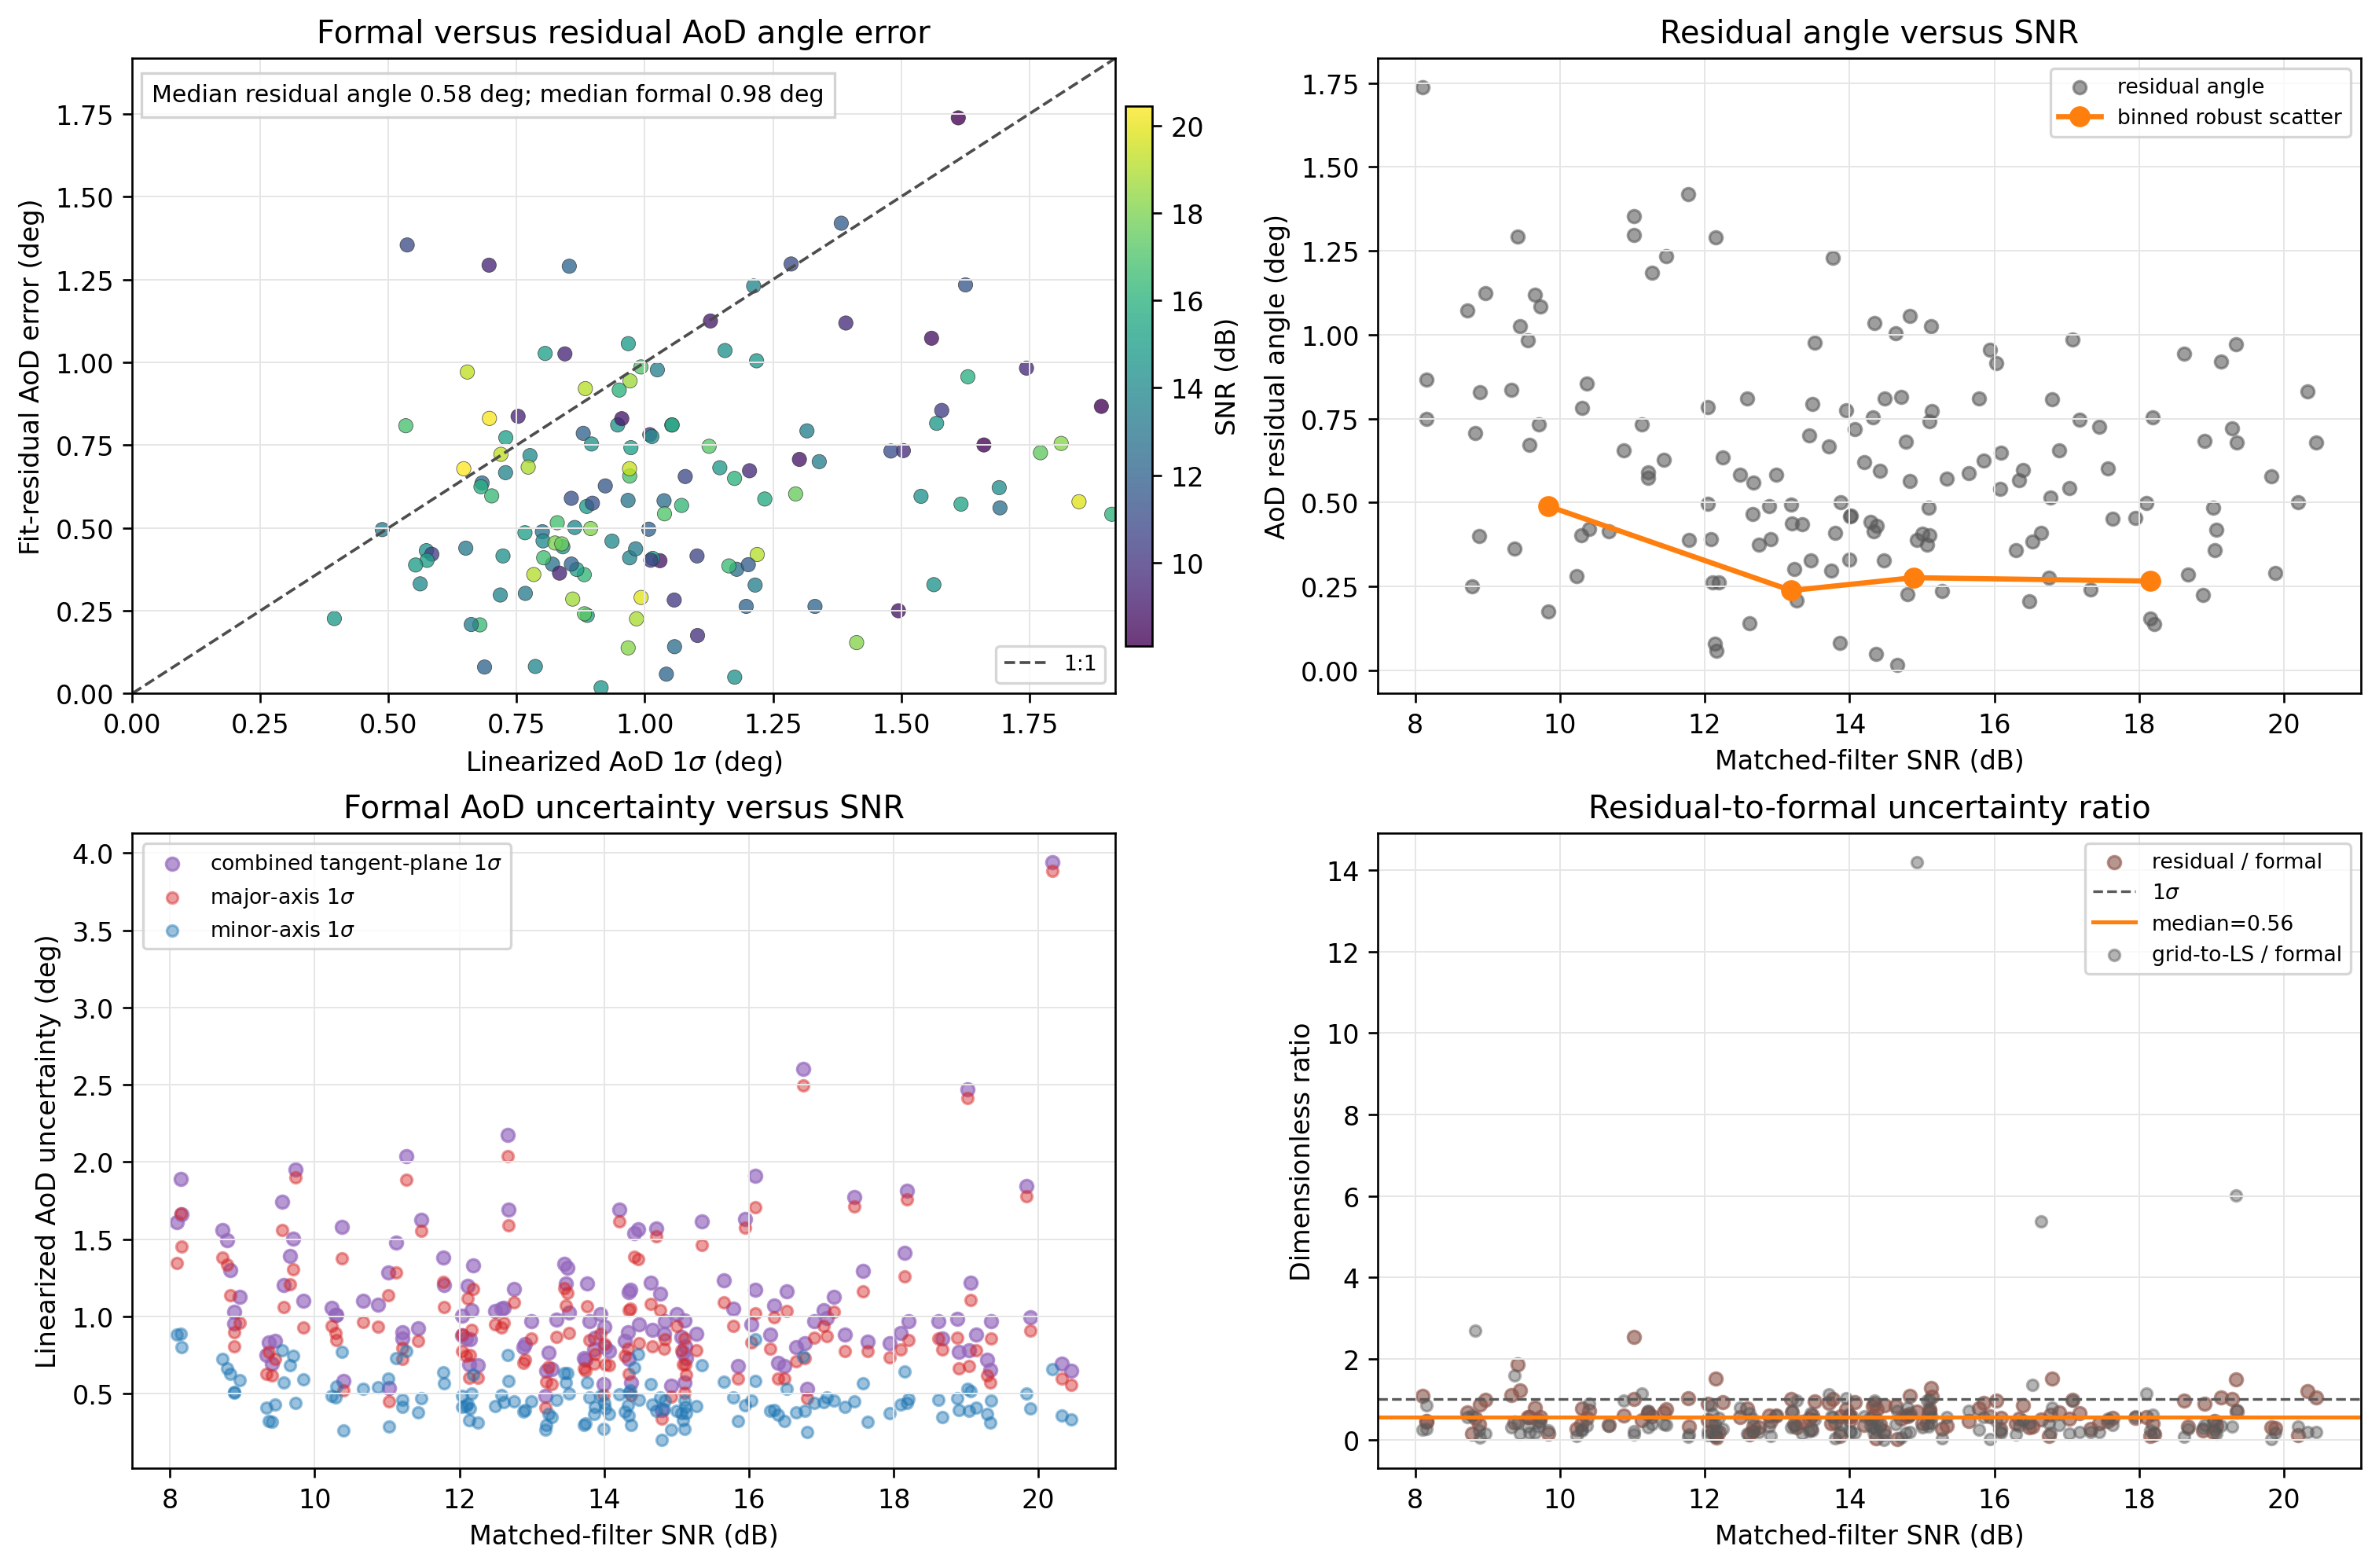 Formal versus residual AoD angle error
Median residual angle 0.58 deg; median formal 0.98 deg
Fit-residual AoD error (deg)
1.75
1.50
1.25
1.00
0.75
0.50
0.25
0.00
0.00 0.25 0.50 0.75 1.00 1.25 1.50 1.75
Linearized AoD 1σ (deg)
1:1
20
18
16
14
12
10
SNR (dB)
Residual angle versus SNR
residual angle
binned robust scatter
AoD residual angle (deg)
1.75
1.50
1.25
1.00
0.75
0.50
0.25
0.00
8 10 12 14 16 18 20
Matched-filter SNR (dB)
Formal AoD uncertainty versus SNR
combined tangent-plane 1σ
major-axis 1σ
minor-axis 1σ
Linearized AoD uncertainty (deg)
4.0
3.5
3.0
2.5
2.0
1.5
1.0
0.5
8 10 12 14 16 18 20
Matched-filter SNR (dB)
Residual-to-formal uncertainty ratio
residual / formal
1σ
median=0.56
grid-to-LS / formal
Dimensionless ratio
14
12
10
8
6
4
2
0
8 10 12 14 16 18 20
Matched-filter SNR (dB)